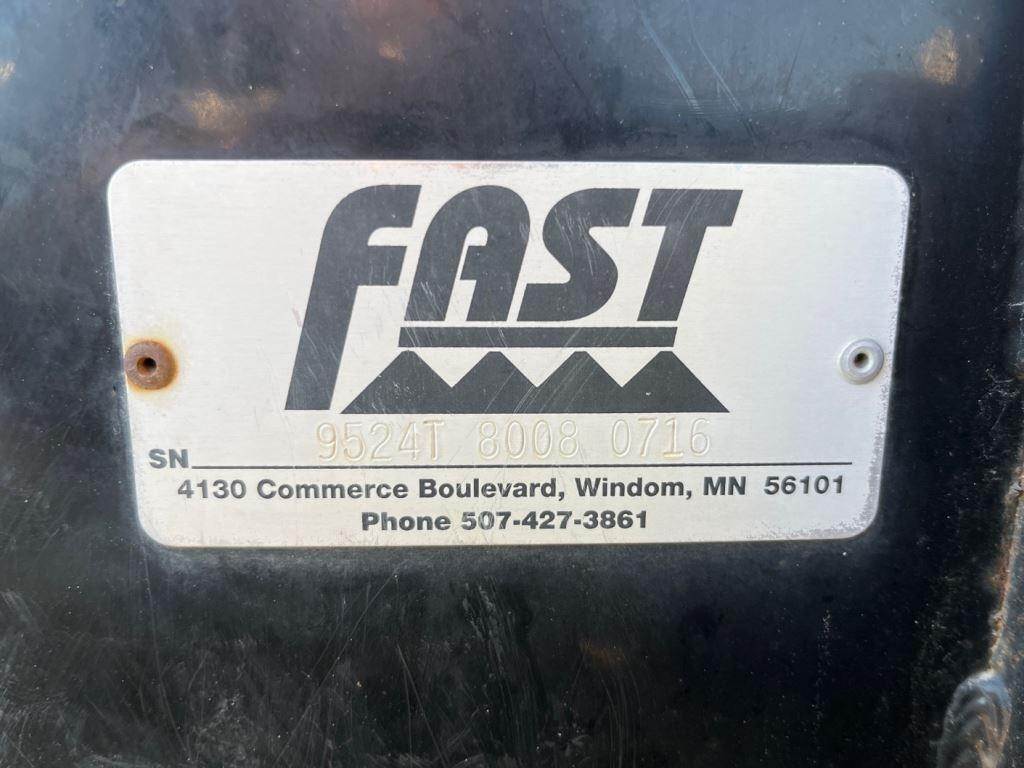 FAST
SN 9524T 8008 0716
4130 Commerce Boulevard, Windom, MN 56101
Phone 507-427-3861